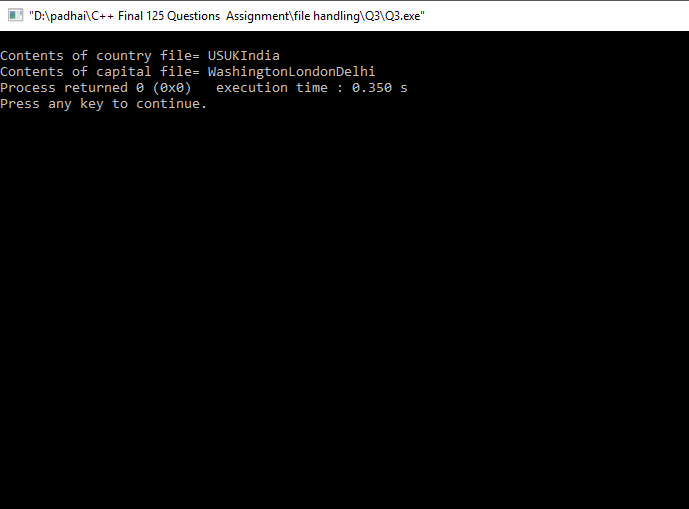 "D:\padhai\C++ Final 125 Questions  Assignment\file handling\Q3\Q3.exe"
Contents of country file= USUKIndia
Contents of capital file= WashingtonLondonDelhi
Process returned 0 (0x0)   execution time : 0.350 s
Press any key to continue.